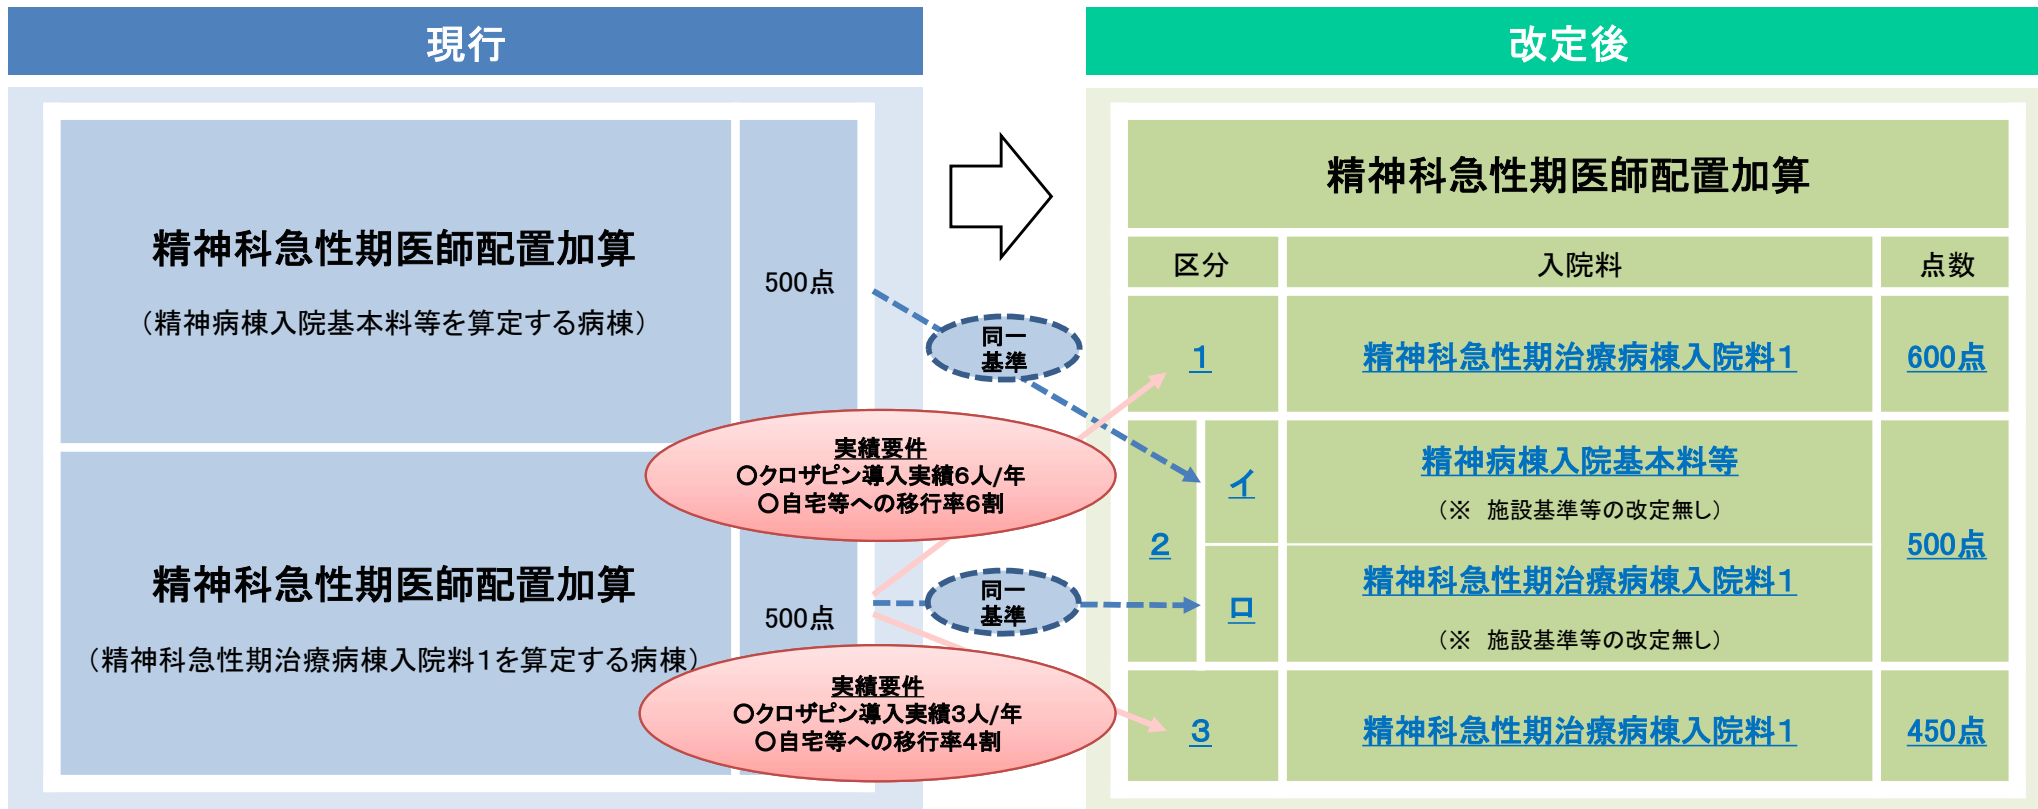 現行
精神科急性期医師配置加算
（精神病棟入院基本料等を算定する病棟）
500点
精神科急性期医師配置加算
（精神科急性期治療病棟入院料1を算定する病棟）
500点
同一
基準
実績要件
○クロザピン導入実績6人/年
○自宅等への移行率6割
同一
基準
実績要件
○クロザピン導入実績3人/年
○自宅等への移行率4割
改定後
精神科急性期医師配置加算
区分
入院料
点数
1
精神科急性期治療病棟入院料1
600点
2
イ
精神病棟入院基本料等
（※　施設基準等の改定無し）
500点
ロ
精神科急性期治療病棟入院料1
（※　施設基準等の改定無し）
3
精神科急性期治療病棟入院料1
450点